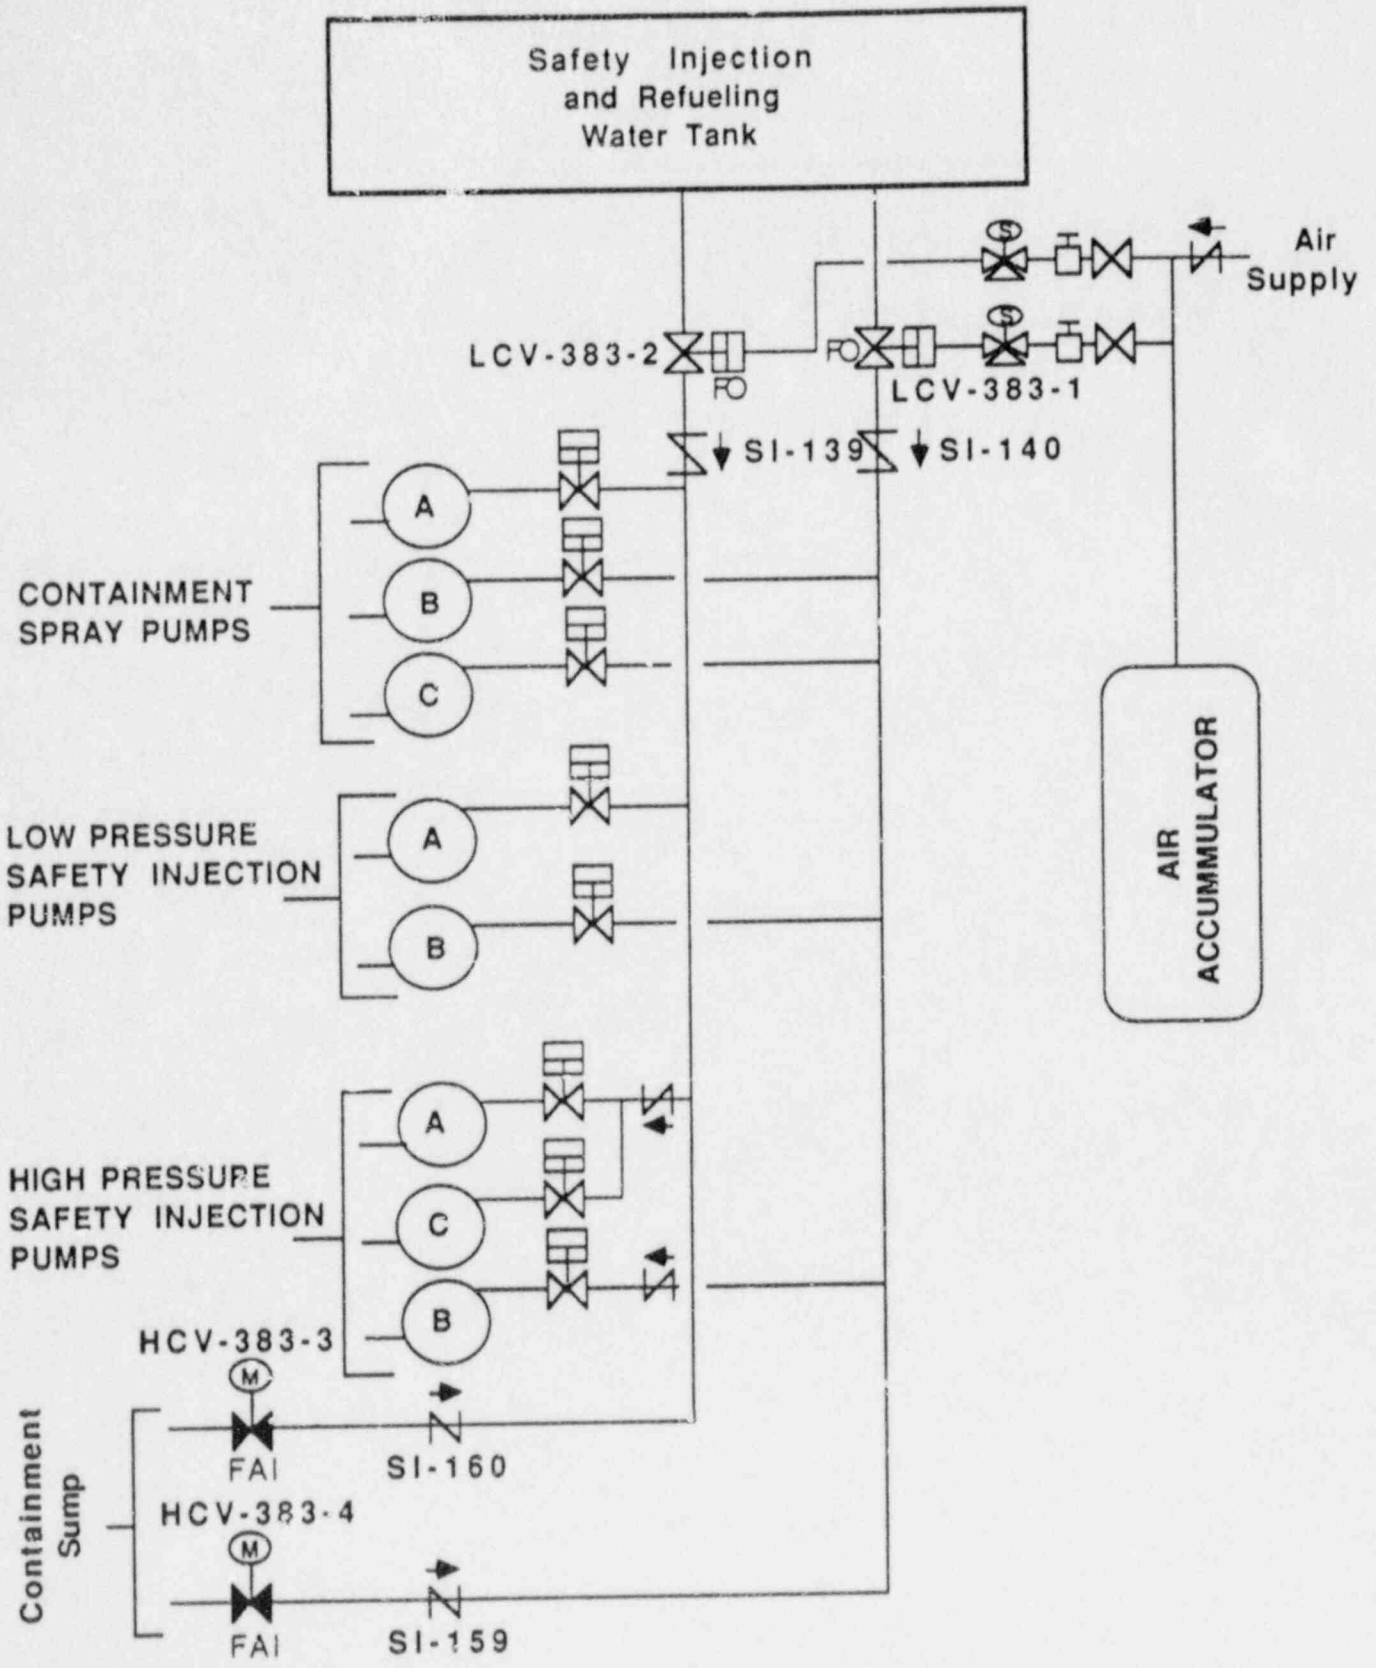 Safety Injection
and Refueling
Water Tank
S
Air
Supply
S
LCV-383-2
FO
FO
LCV-383-1
SI-139
SI-140
A
B
C
CONTAINMENT
SPRAY PUMPS
A
B
LOW PRESSURE
SAFETY INJECTION
PUMPS
AIR
ACCUMMULATOR
A
C
B
HIGH PRESSURE
SAFETY INJECTION
PUMPS
HCV-383-3
M
FAI
SI-160
HCV-383-4
M
FAI
SI-159
Containment
Sump